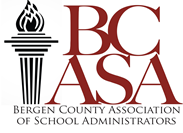 BC
ASA
BERGEN COUNTY ASSOCIATION
OF SCHOOL ADMINISTRATORS